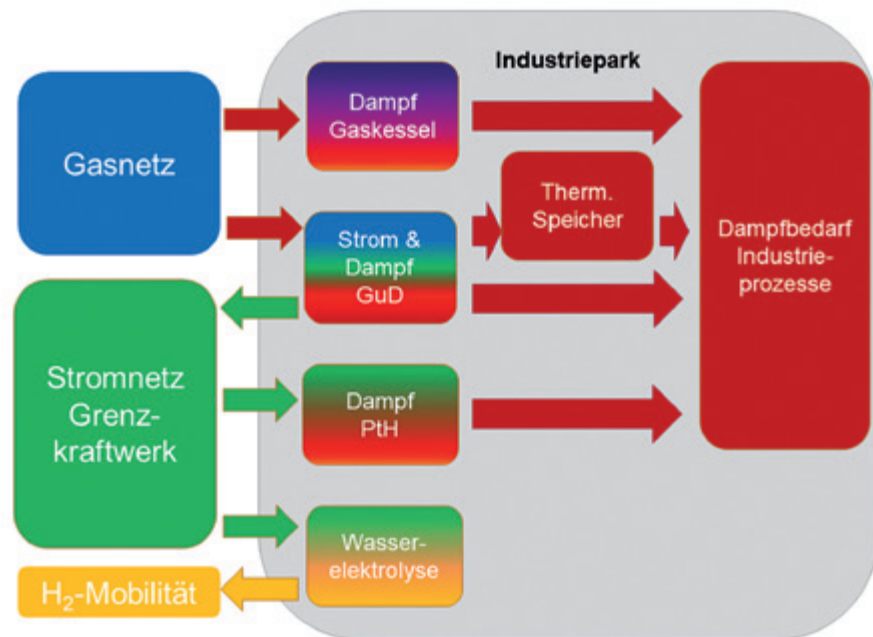 Industriepark
Gasnetz
Dampf
Gaskessel
Therm.
Speicher
Strom &
Dampf
GuD
Dampfbedarf
Industrie-
prozesse
Stromnetz
Grenz-
kraftwerk
Dampf
PtH
Wasser-
elektrolyse
H₂-Mobilität